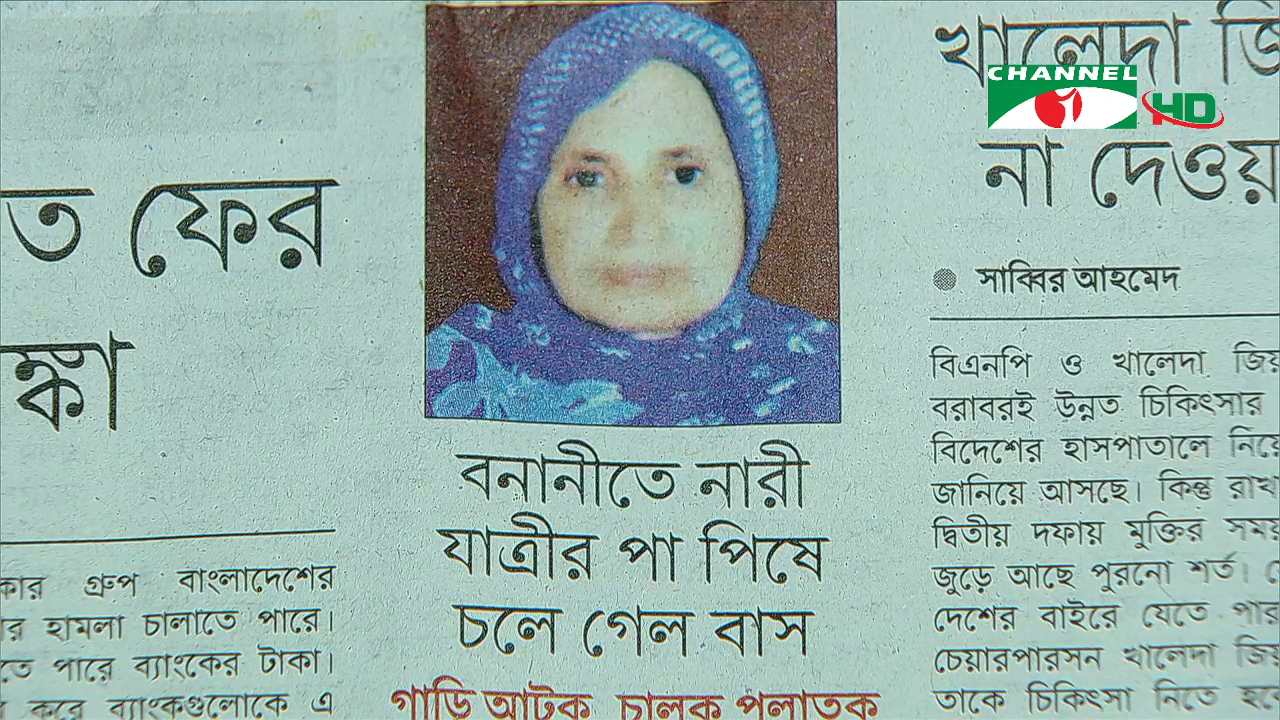 ত ফের
ঙ্কা
কার গ্রুপ বাংলাদেশের
র হামলা চালাতে পারে।
তে পারে ব্যাংকের টাকা।
করে ব্যাংকগুলোকে এ
বনানীতে নারী
যাত্রীর পা পিষে
চলে গেল বাস
গাড়ি আটক চালক পলাতক
CHANNEL i HD
খালেদা জি
না দেওয়
সাব্বির আহমেদ
বিএনপি ও খালেদা জিয়
বরাবরই উন্নত চিকিৎসার
বিদেশের হাসপাতালে নিয়ে
জানিয়ে আসছে। কিন্তু রাখ
দ্বিতীয় দফায় মুক্তির সময়
জুড়ে আছে পুরনো শর্ত।
দেশের বাইরে যেতে পার
চেয়ারপারসন খালেদা জিয়
তাকে চিকিৎসা নিতে হবে